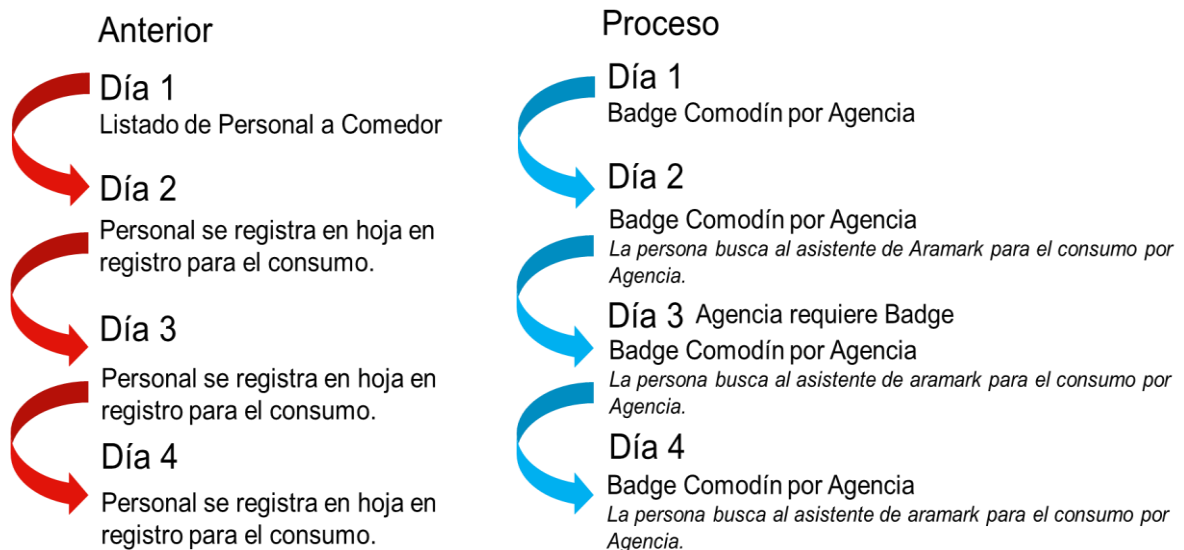 Anterior
Día 1
Listado de Personal a Comedor
Día 2
Personal se registra en hoja en
registro para el consumo.
Día 3
Personal se registra en hoja en
registro para el consumo.
Día 4
Personal se registra en hoja en
registro para el consumo.
Proceso
Día 1
Badge Comodín por Agencia
Día 2
Badge Comodín por Agencia
La persona busca al asistente de Aramark para el consumo por
Agencia.
Día 3 Agencia requiere Badge
Badge Comodín por Agencia
La persona busca al asistente de aramark para el consumo por
Agencia.
Día 4
Badge Comodín por Agencia
La persona busca al asistente de aramark para el consumo por
Agencia.